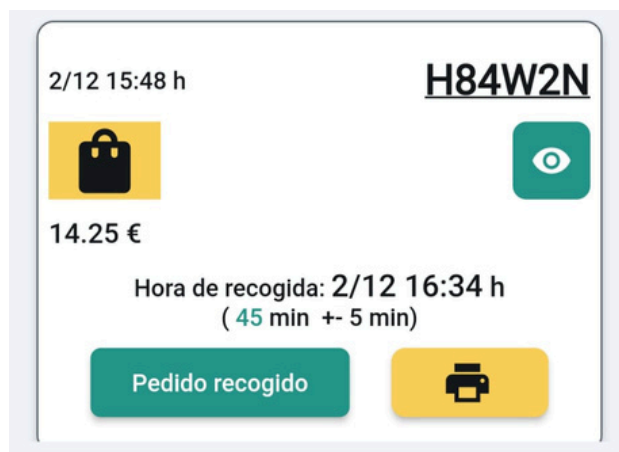 2/12 15:48 h
H84W2N
14.25 €
Hora de recogida: 2/12 16:34 h
( 45 min +- 5 min)
Pedido recogido